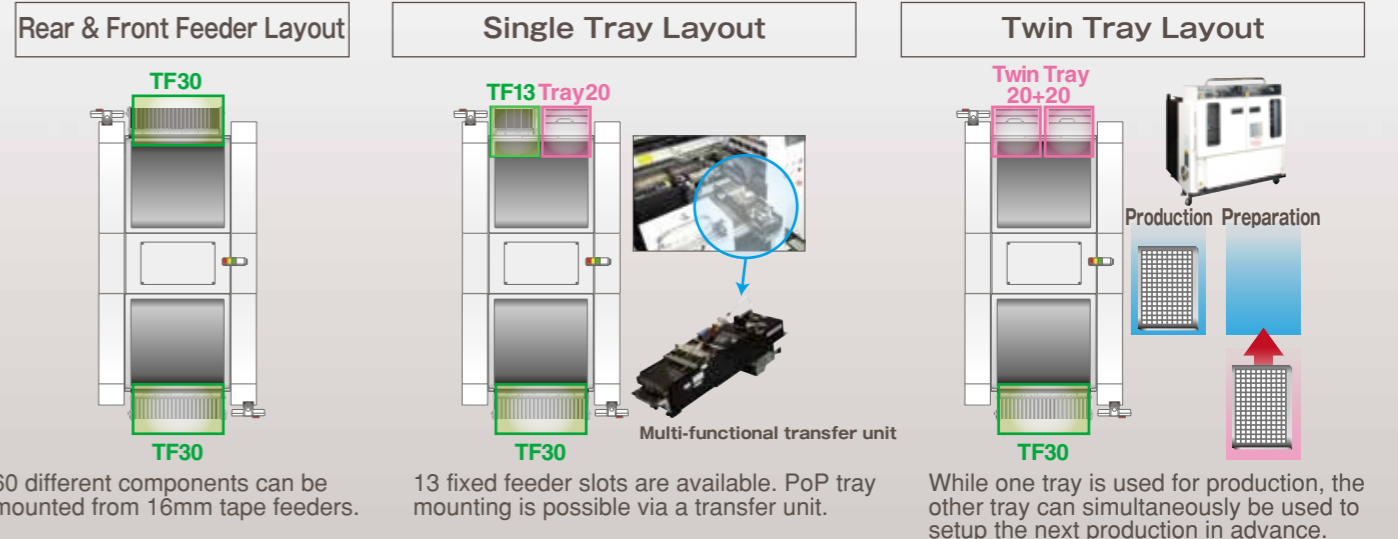 Rear & Front Feeder Layout
TF30
TF30
60 different components can be
mounted from 16mm tape feeders.
Single Tray Layout
TF13 Tray20
TF30
Multi-functional transfer unit
13 fixed feeder slots are available. PoP tray
mounting is possible via a transfer unit.
Twin Tray Layout
Twin Tray
20+20
Production Preparation
TF30
While one tray is used for production, the
other tray can simultaneously be used to
setup the next production in advance.